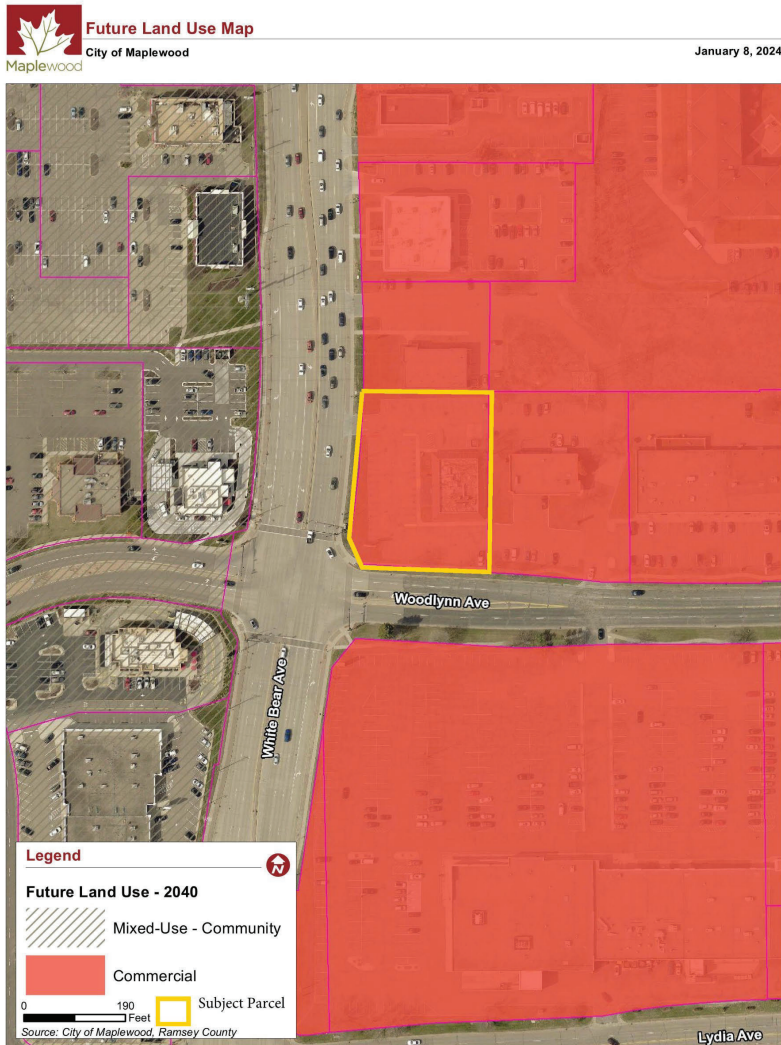 Future Land Use Map
City of Maplewood
January 8, 2024
Maplewood
Woodlynn Ave
White Bear Ave
Legend
N
Future Land Use - 2040
Mixed-Use - Community
Commercial
0 190
Feet
Subject Parcel
Source: City of Maplewood, Ramsey County
Lydia Ave